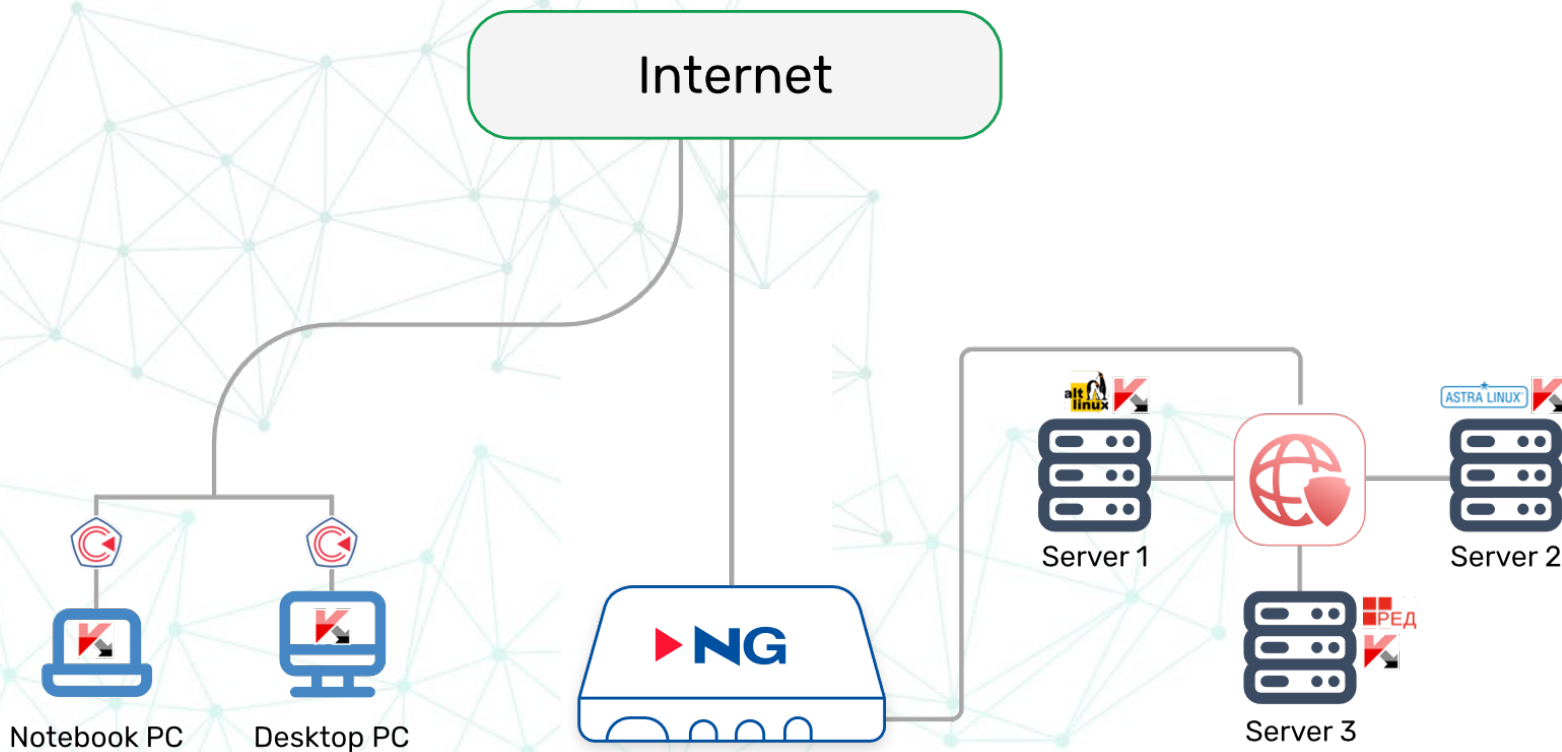 Internet
alt
linux
ASTRA LINUX
Server 1
Server 2
NG
РЕД
Notebook PC
Desktop PC
Server 3